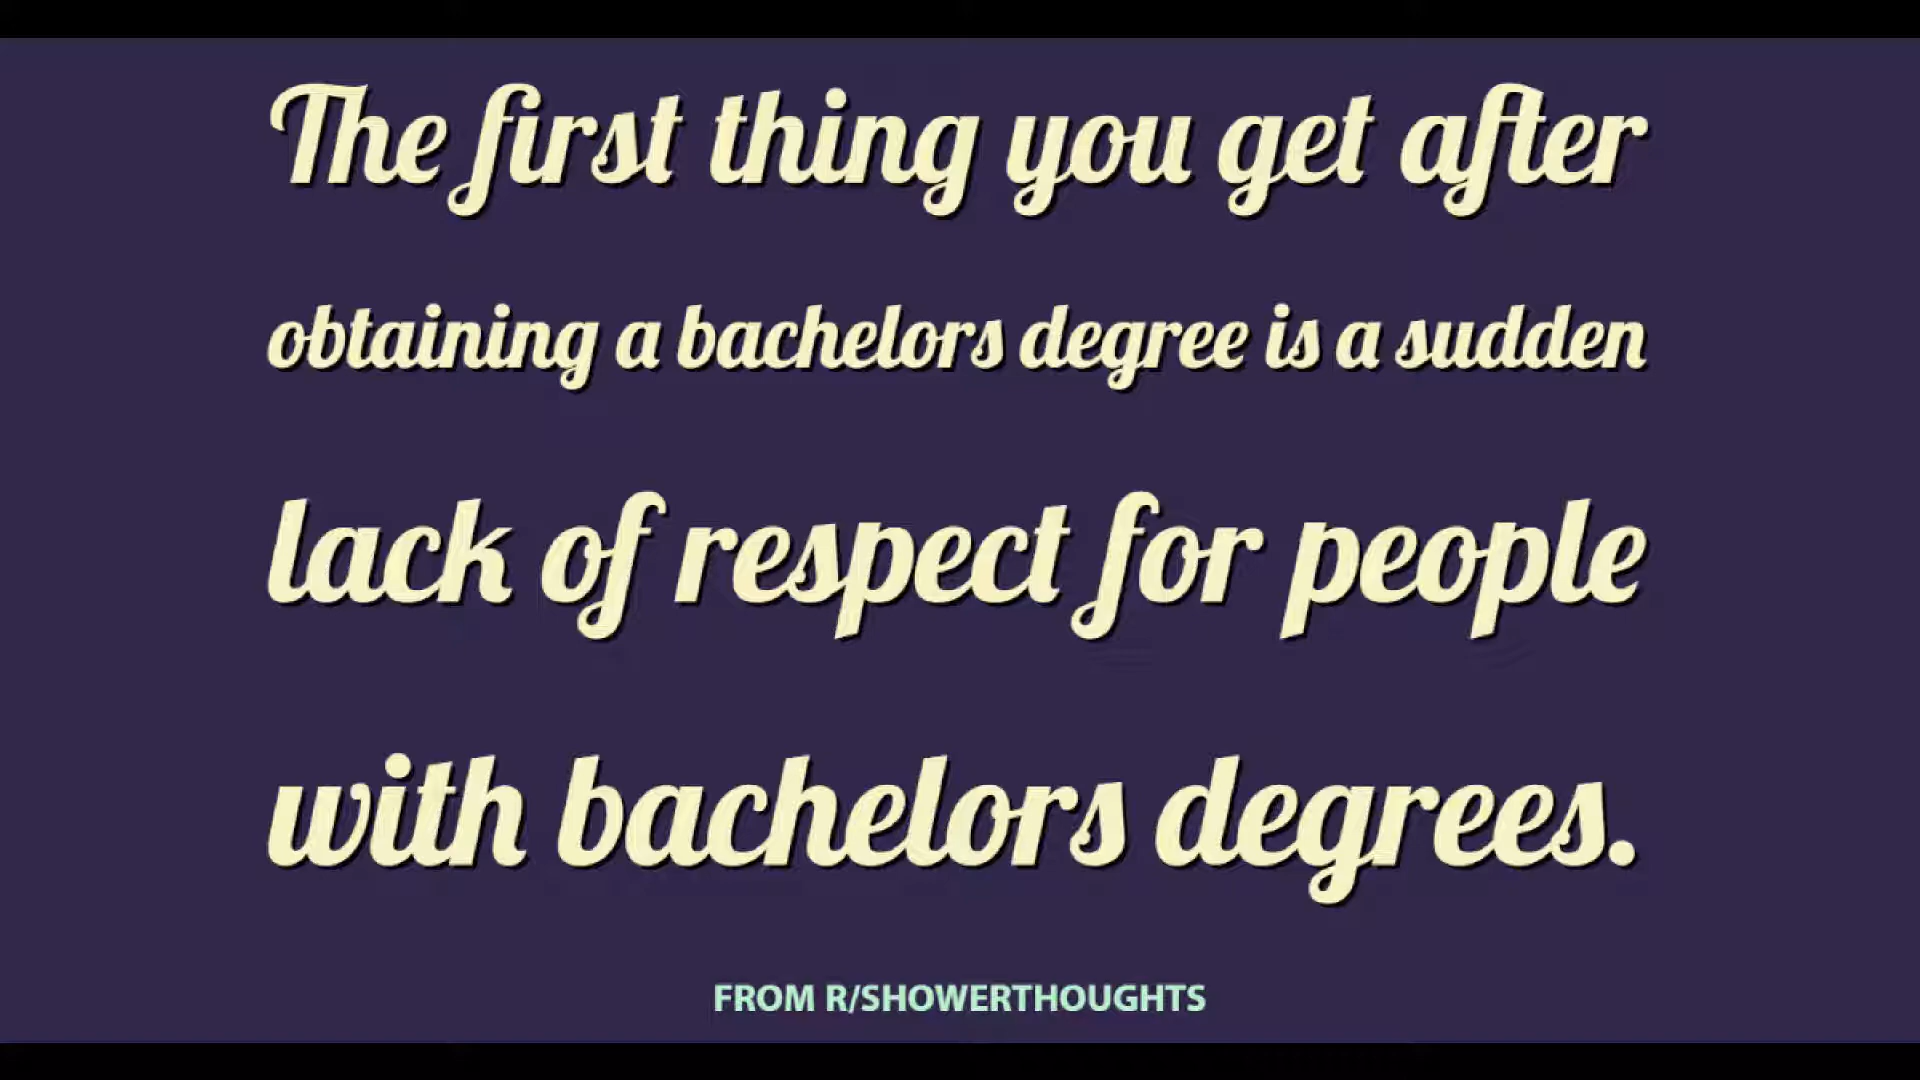 The first thing you get after
obtaining a bachelors degree is a sudden
lack of respect for people
with bachelors degrees.
FROM R/SHOWERTHOUGHTS